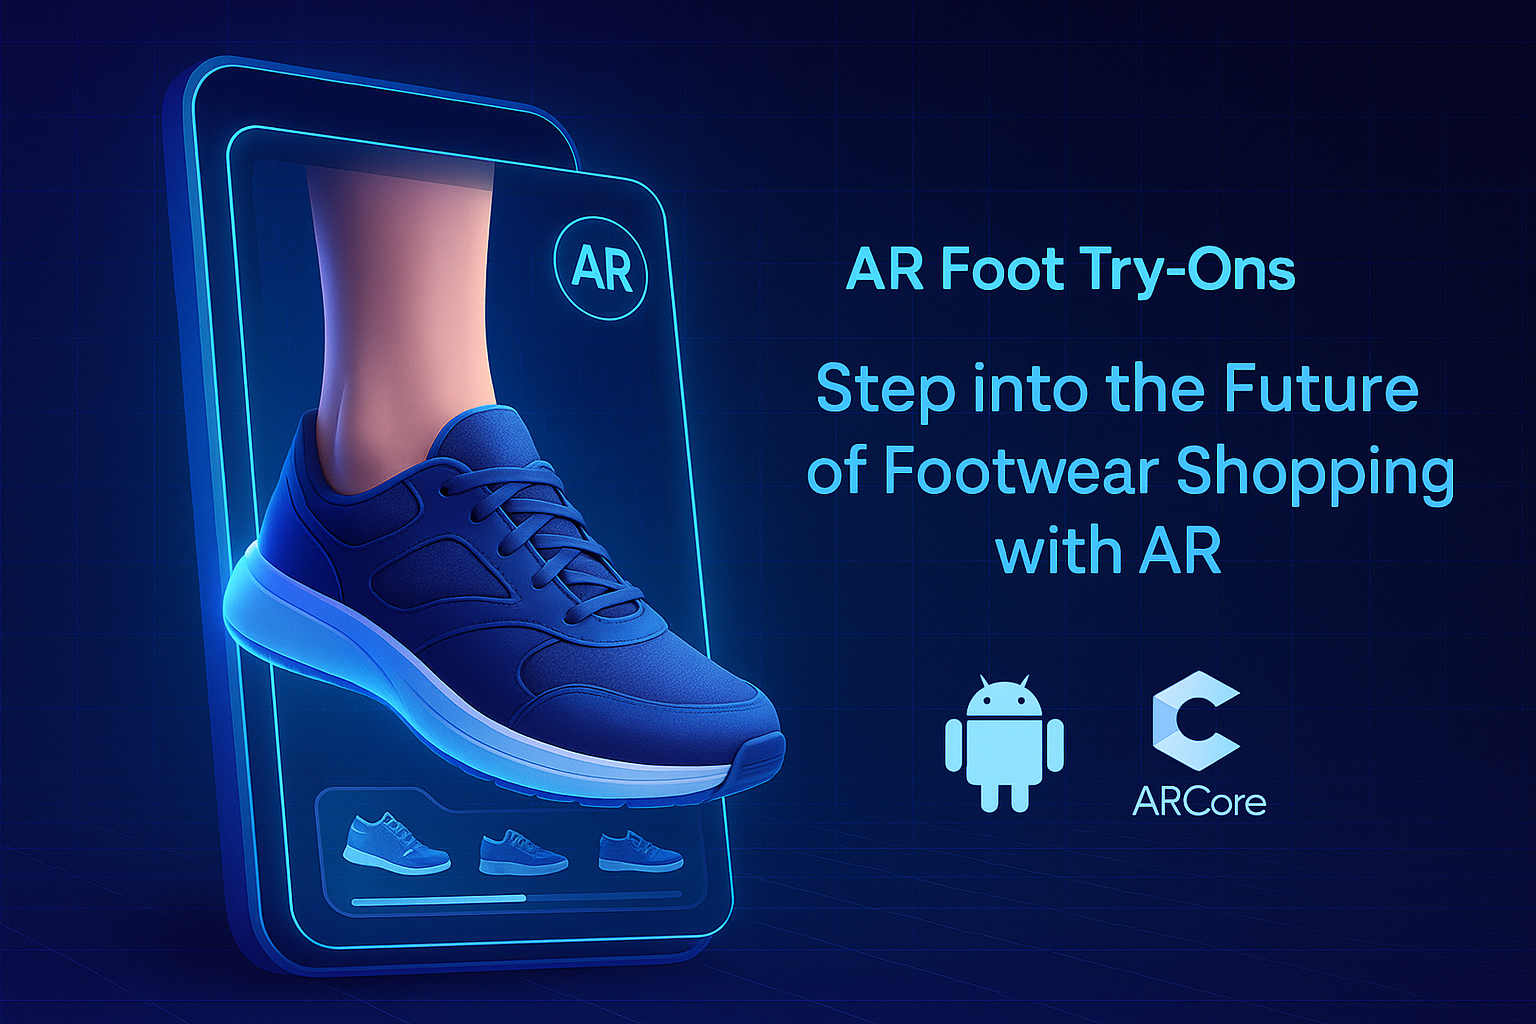 AR
AR Foot Try-Ons
Step into the Future
of Footwear Shopping
with AR
ARCore